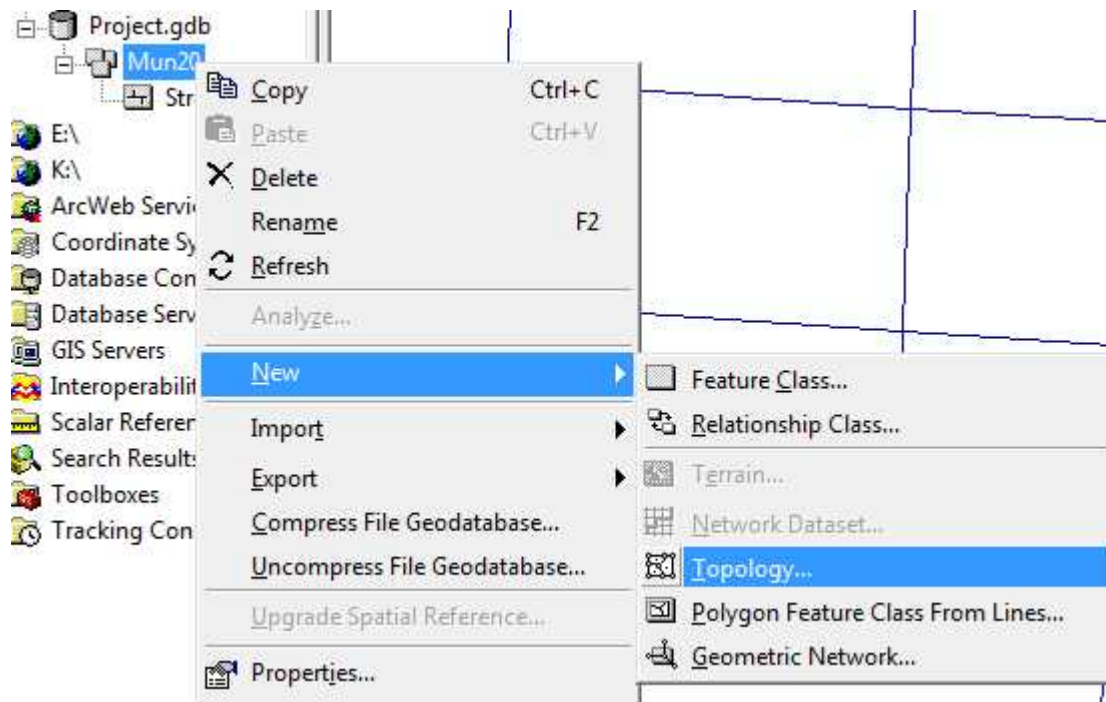 Project.gdb
Mun20
Str
E:\
K:\
ArcWeb Servi
Coordinate Sy
Database Con
Database Serv
GIS Servers
Interoperabilit
Scalar Referer
Search Results
Toolboxes
Tracking Con
Copy Ctrl+C
Paste Ctrl+V
Delete
Rename F2
Refresh
Analyze...
New
Import
Export
Compress File Geodatabase...
Uncompress File Geodatabase...
Upgrade Spatial Reference...
Properties...
Feature Class...
Relationship Class...
Terrain...
Network Dataset...
Topology...
Polygon Feature Class From Lines...
Geometric Network...